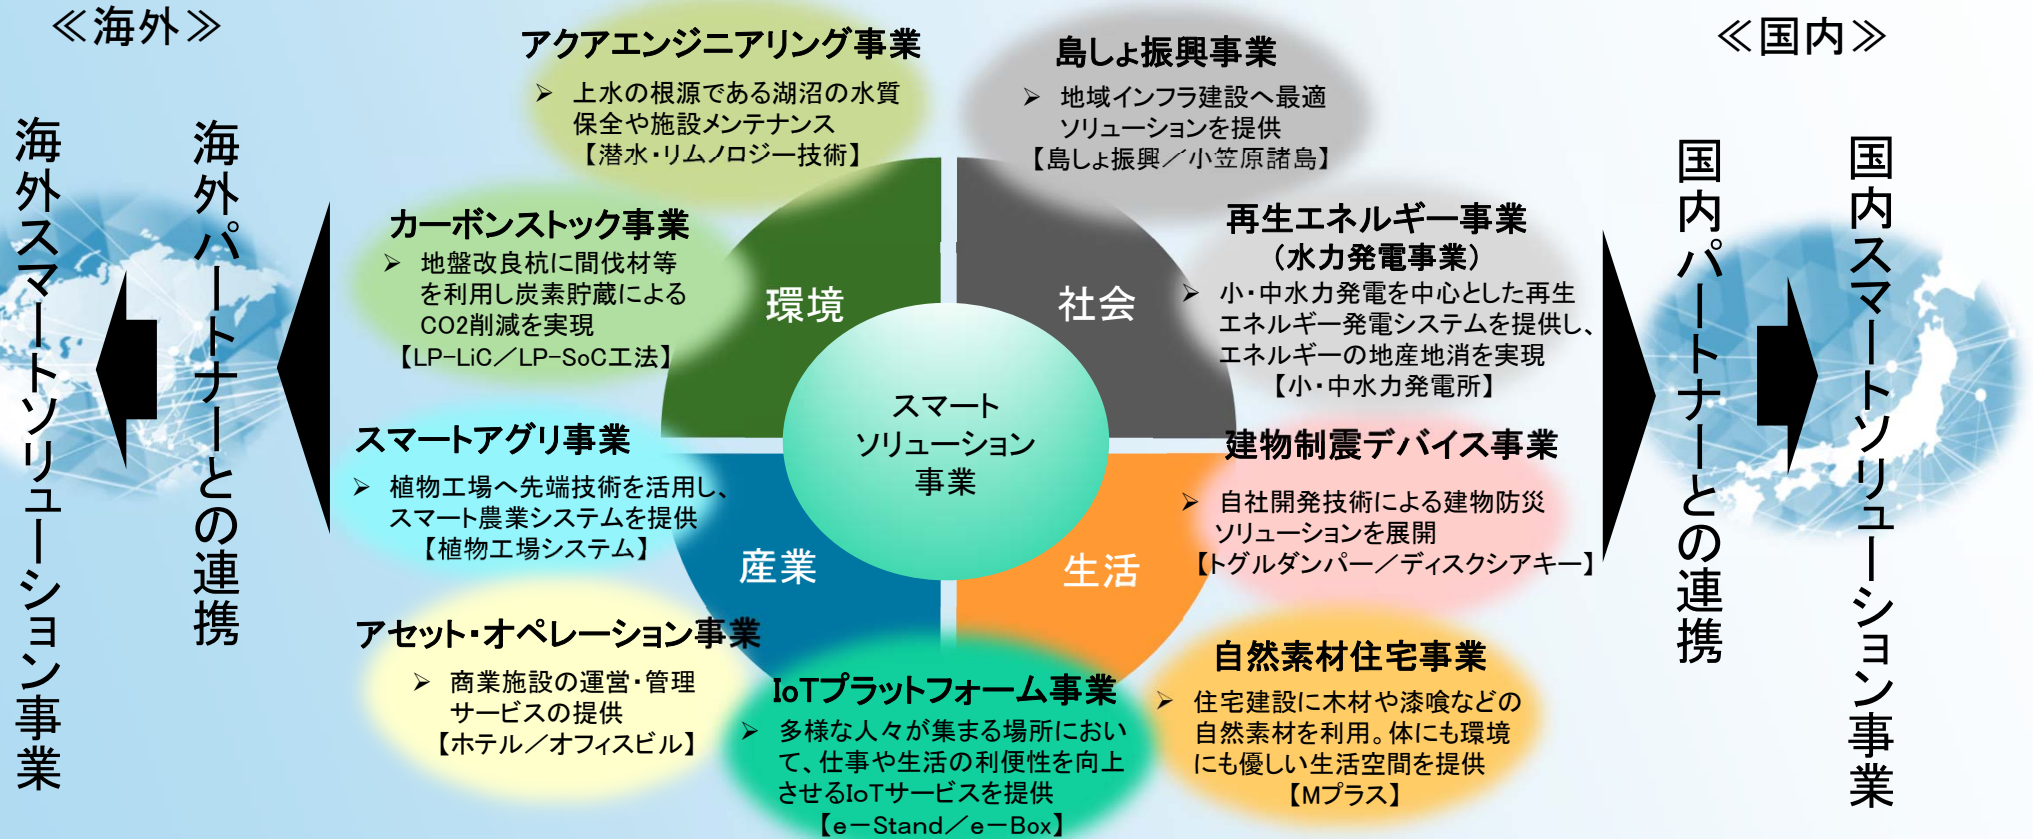 ≪海外≫
海外スマートソリューション事業
海外パートナーとの連携
アクアエンジニアリング事業
➢ 上水の根源である湖沼の水質
保全や施設メンテナンス
【潜水・リムノロジー技術】
カーボンストック事業
➢ 地盤改良杭に間伐材等
を利用し炭素貯蔵による
CO2削減を実現
【LP-LiC／LP-SoC工法】
スマートアグリ事業
➢ 植物工場へ先端技術を活用し、
スマート農業システムを提供
【植物工場システム】
アセット・オペレーション事業
➢ 商業施設の運営・管理
サービスの提供
【ホテル／オフィスビル】
環境
社会
産業
生活
スマート
ソリューション
事業
IoTプラットフォーム事業
➢ 多様な人々が集まる場所におい
て、仕事や生活の利便性を向上
させるIoTサービスを提供
【e－Stand／e－Box】
島しょ振興事業
➢ 地域インフラ建設へ最適
ソリューションを提供
【島しょ振興／小笠原諸島】
再生エネルギー事業
（水力発電事業）
➢ 小・中水力発電を中心とした再生
エネルギー発電システムを提供し、
エネルギーの地産地消を実現
【小・中水力発電所】
建物制震デバイス事業
➢ 自社開発技術による建物防災
ソリューションを展開
【トグルダンパー／ディスクシアキー】
自然素材住宅事業
➢ 住宅建設に木材や漆喰などの
自然素材を利用。体にも環境
にも優しい生活空間を提供
【Mプラス】
≪国内≫
国内パートナーとの連携
国内スマートソリューション事業